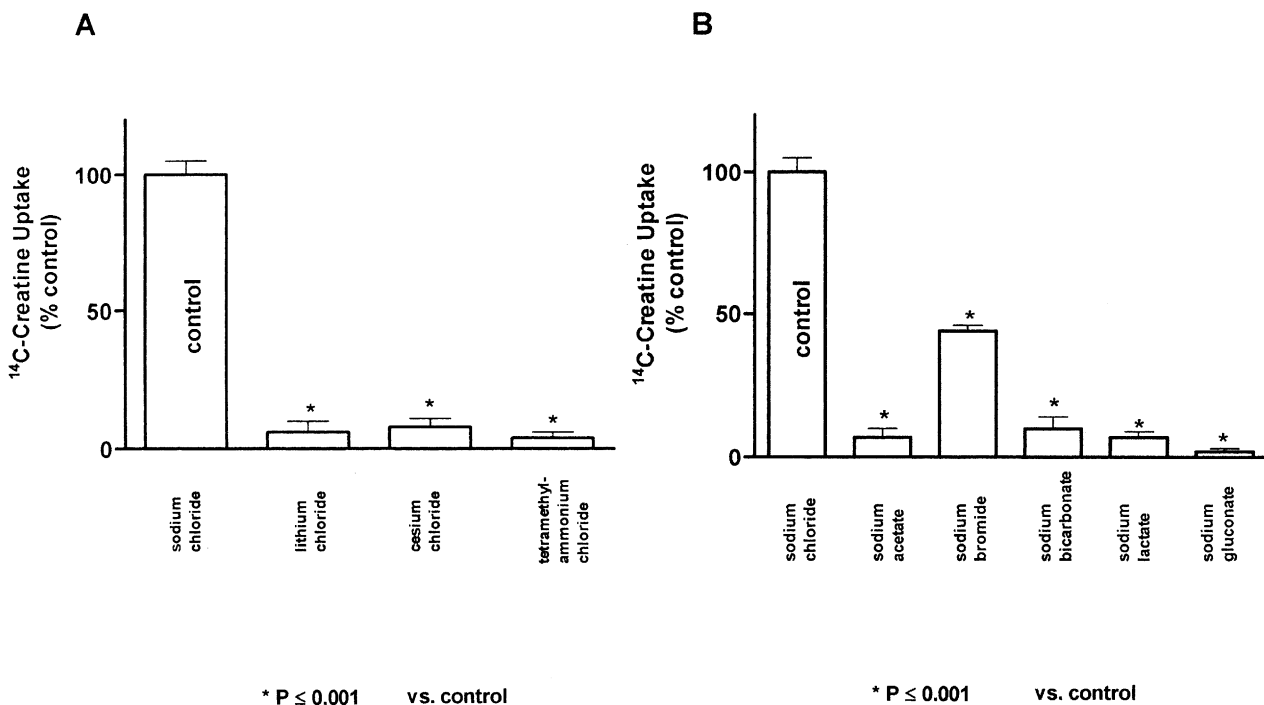 A
¹⁴C-Creatine Uptake
(% control)
100
50
0
control
*
*
*
sodium
chloride
lithium
chloride
cesium
chloride
tetramethyl-
ammonium
chloride
* P ≤ 0.001 vs. control
B
¹⁴C-Creatine Uptake
(% control)
100
50
0
control
*
*
*
*
*
sodium
chloride
sodium
acetate
sodium
bromide
sodium
bicarbonate
sodium
lactate
sodium
gluconate
* P ≤ 0.001 vs. control